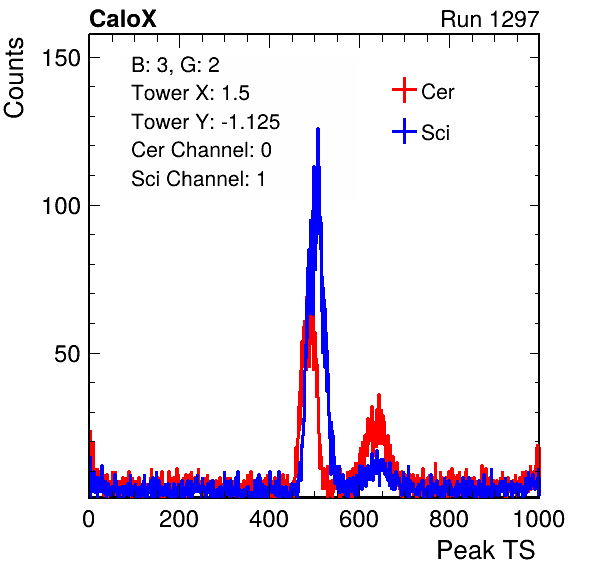 CaloX Run 1297
B: 3, G: 2
Tower X: 1.5
Tower Y: -1.125
Cer Channel: 0
Sci Channel: 1
Cer
Sci
Counts
150
100
50
0 200 400 600 800 1000
Peak TS